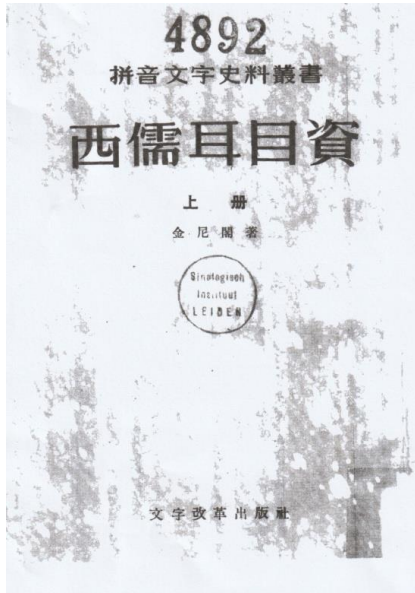 4892
拼音文字史料叢書
西儒耳目資
上册
金尼閣著
Sinologisch
Instituut
LEIDEN
文字改革出版社